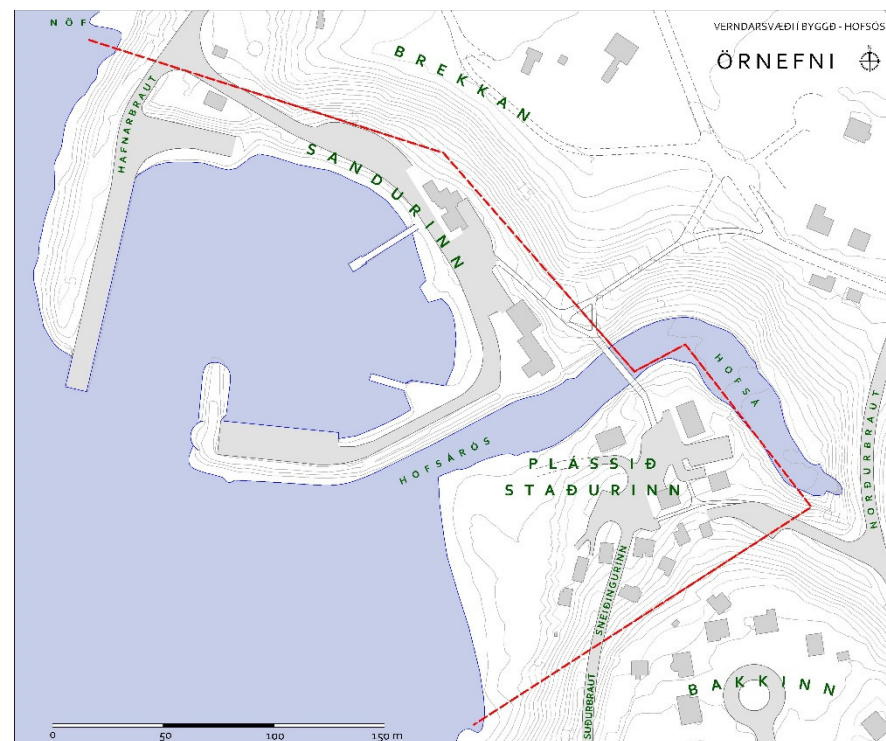 NÖF
VERNDARSVÆÐI Í BYGGÐ - HOFSÓS
ÖRNEFNI
N
BREKKAN
HAFNARBRAUT
SANDURINN
HOFSÁ
HOFSÁRÓS
NORÐURBRAUT
PLÁSSIÐ
STAÐURINN
SNEIÐINGURINN
SUÐURBRAUT
BAKKINN
0 50 100 150 m